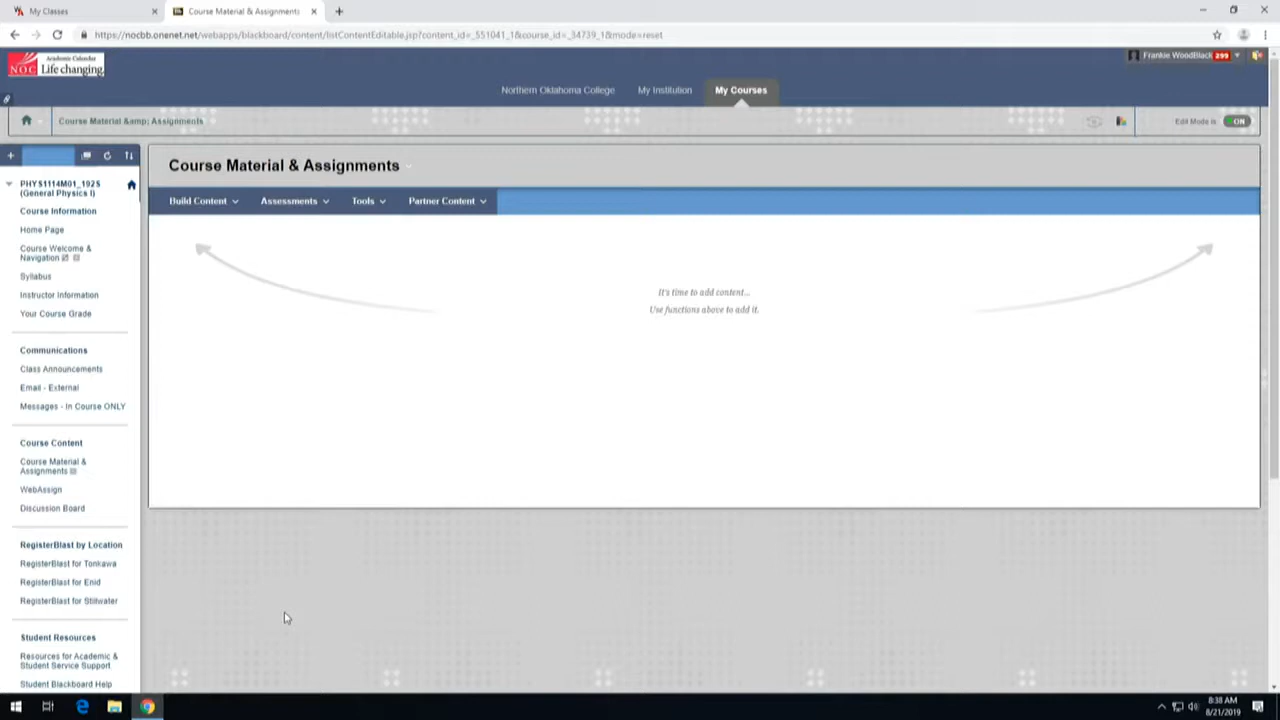 My Classes
Course Material & Assignments
https://nocbb.onenet.net/webapps/blackboard/content/listContentEditable.jsp?content_id=_551041_1&course_id=_34739_1&mode=reset
Academic Calendar
NOC Life changing.
Frankie WoodBlack 299
Northern Oklahoma College
My Institution
My Courses
Course Material &amp; Assignments
Edit Mode is ON
PHYS1114M01_192S
(General Physics I)
Course Information
Home Page
Course Welcome &
Navigation
Syllabus
Instructor Information
Your Course Grade
Communications
Class Announcements
Email - External
Messages - In Course ONLY
Course Content
Course Material &
Assignments
WebAssign
Discussion Board
RegisterBlast by Location
RegisterBlast for Tonkawa
RegisterBlast for Enid
RegisterBlast for Stillwater
Student Resources
Resources for Academic &
Student Service Support
Student Blackboard Help
Course Material & Assignments
Build Content
Assessments
Tools
Partner Content
It's time to add content...
Use functions above to add it.
8:38 AM
8/21/2019